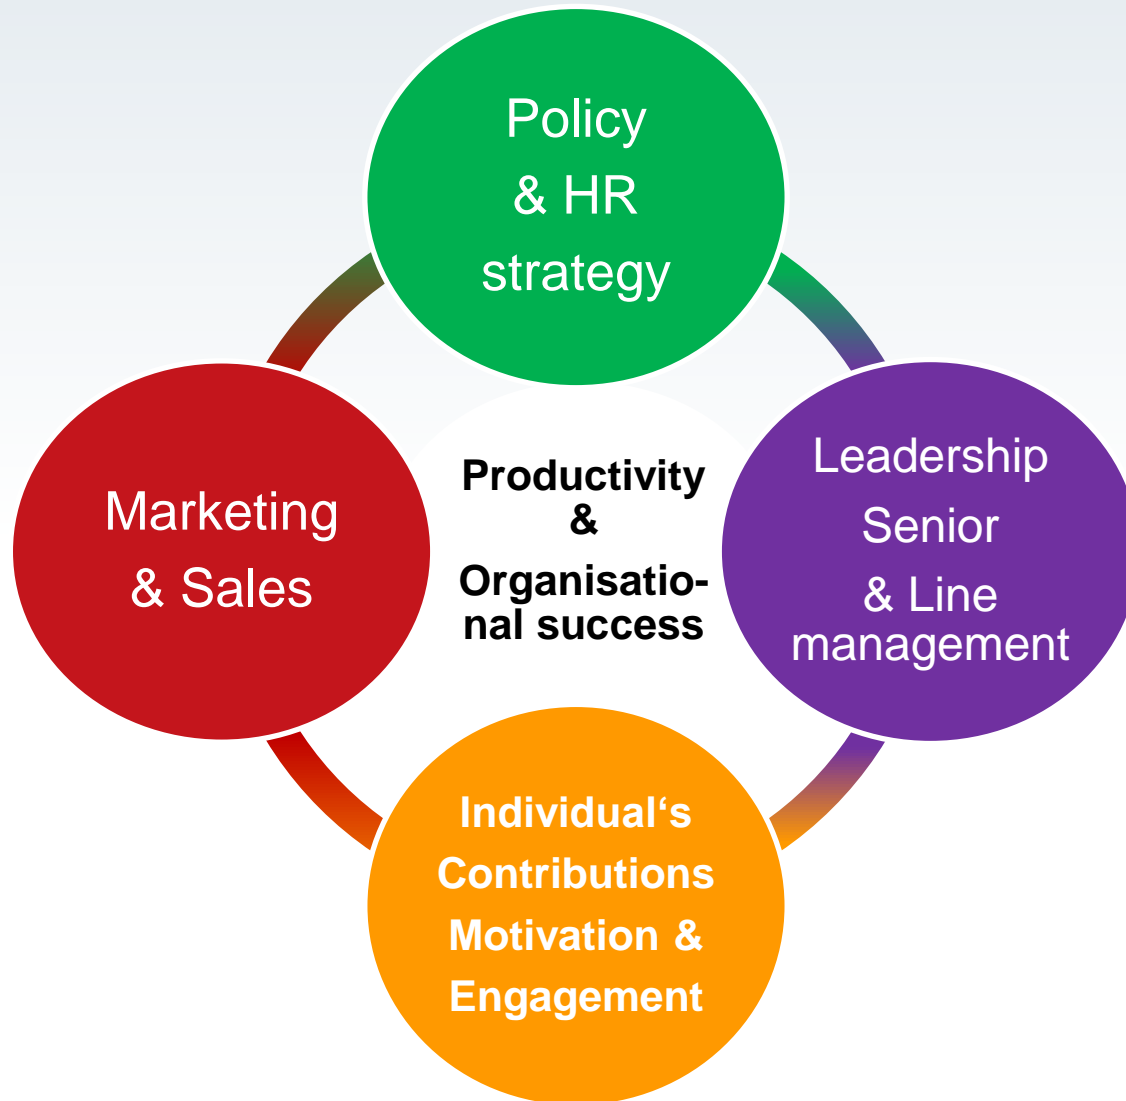 Policy
& HR
strategy
Marketing
& Sales
Productivity
&
Organisatio-
nal success
Leadership
Senior
& Line
management
Individual‘s
Contributions
Motivation &
Engagement